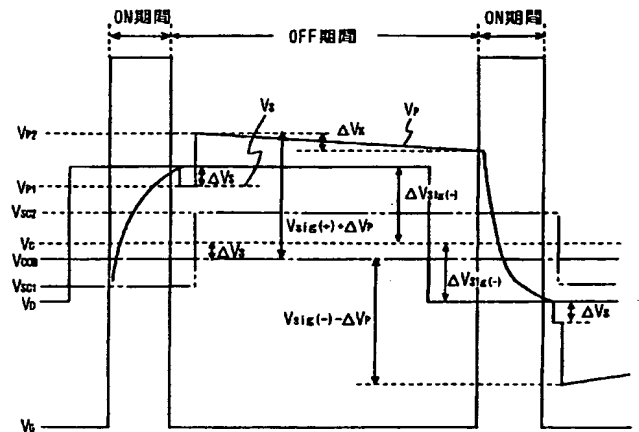 ON期間
OFF期間
ON期間
VS
VP
VP2
ΔVX
VP1
ΔVS
ΔVSig(-)
VSC2
Vsig(-)+ΔVP
VG
ΔVS
VCOM
ΔVSig(-)
VSC1
VD
Vsig(-)-ΔVP
ΔVS
VG